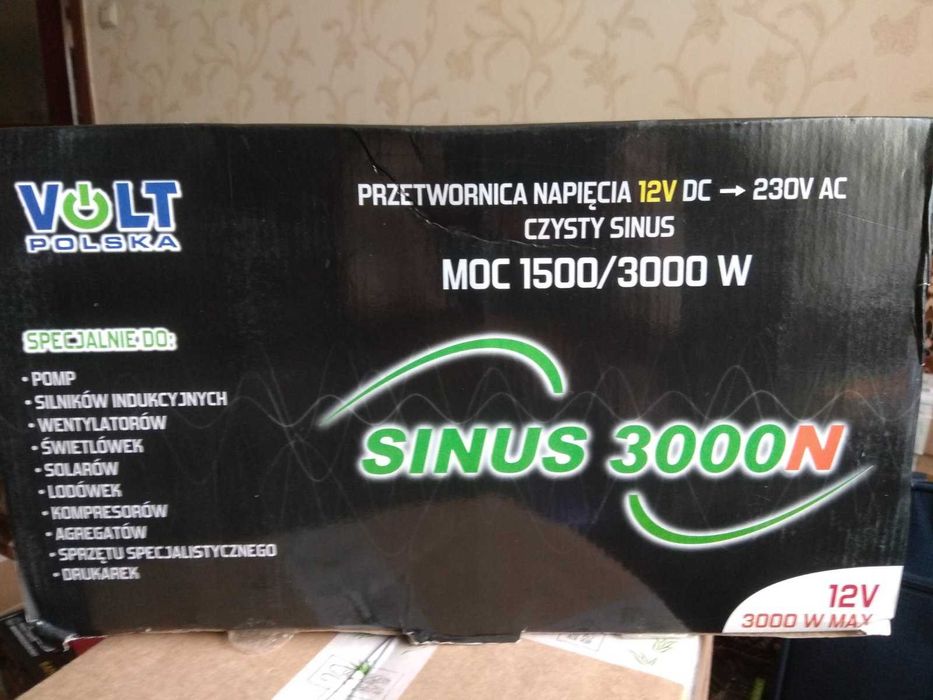 VOLT
POLSKA
PRZETWORNICA NAPIĘCIA 12V DC → 230V AC
CZYSTY SINUS
MOC 1500/3000 W
SPECJALNIE DO:
• POMP
• SILNIKÓW INDUKCYJNYCH
• WENTYLATORÓW
• ŚWIETLÓWEK
• SOLARÓW
• LODÓWEK
• KOMPRESORÓW
• AGREGATÓW
• SPRZĘTU SPECJALISTYCZNEGO
• DRUKAREK
SINUS 3000N
12V
3000 W MAX